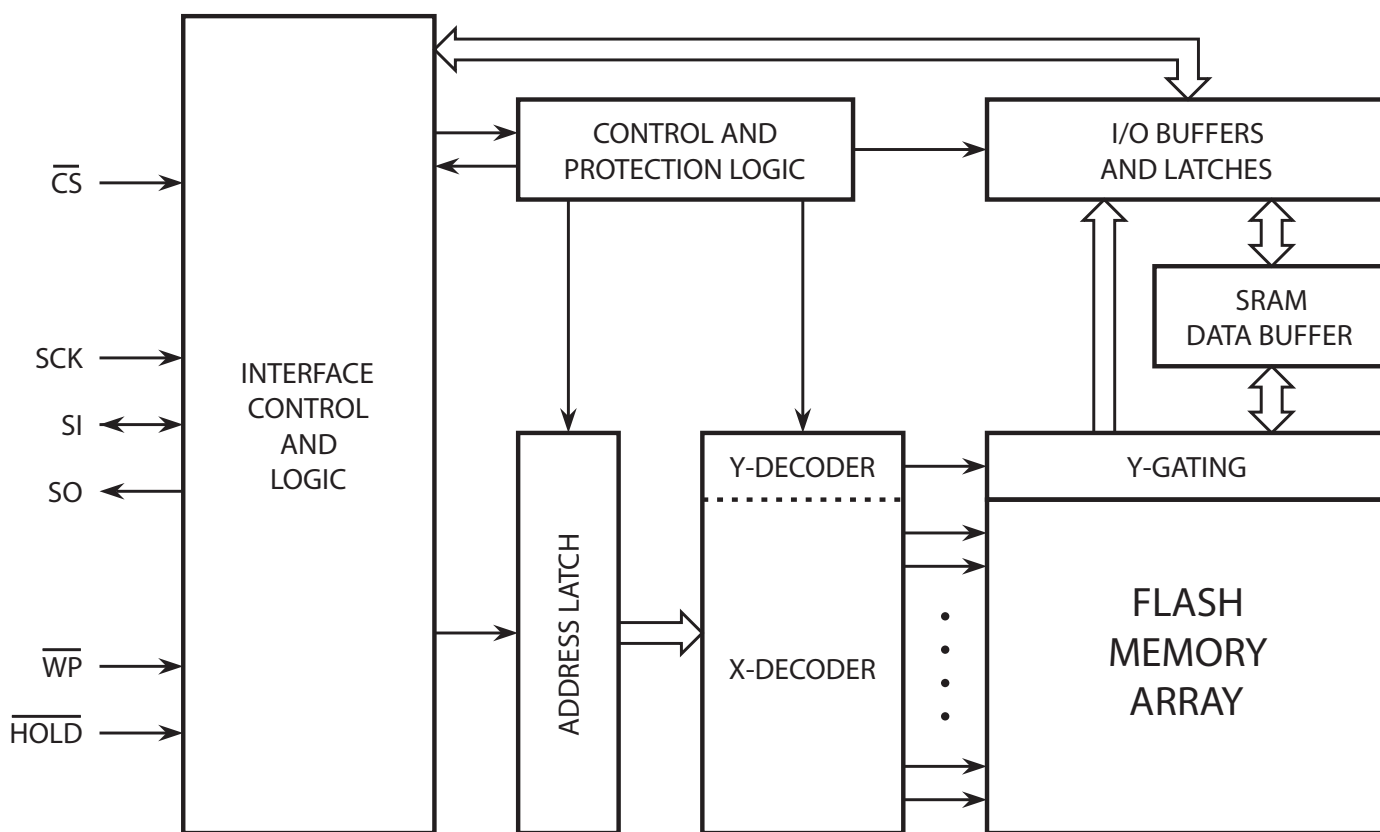 CS
SCK
SI
SO
WP
HOLD
INTERFACE
CONTROL
AND
LOGIC
CONTROL AND
PROTECTION LOGIC
I/O BUFFERS
AND LATCHES
SRAM
DATA BUFFER
ADDRESS LATCH
Y-DECODER
X-DECODER
Y-GATING
FLASH
MEMORY
ARRAY